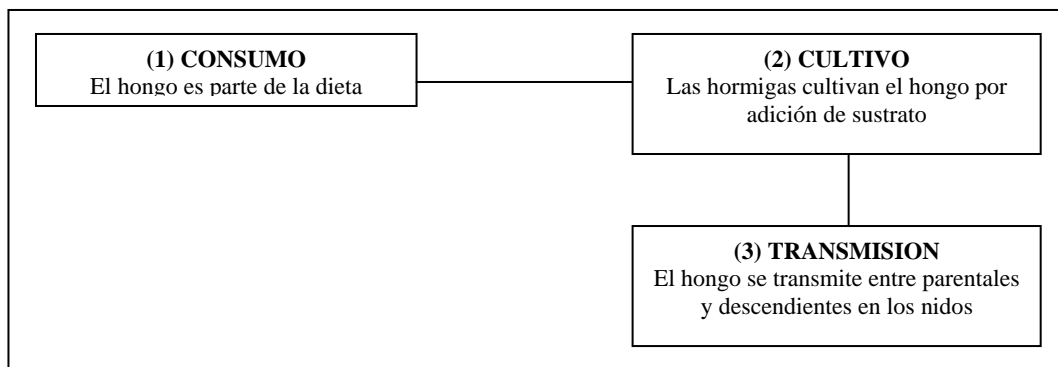 (1) CONSUMO
El hongo es parte de la dieta
(2) CULTIVO
Las hormigas cultivan el hongo por
adición de sustrato
(3) TRANSMISION
El hongo se transmite entre parentales
y descendientes en los nidos